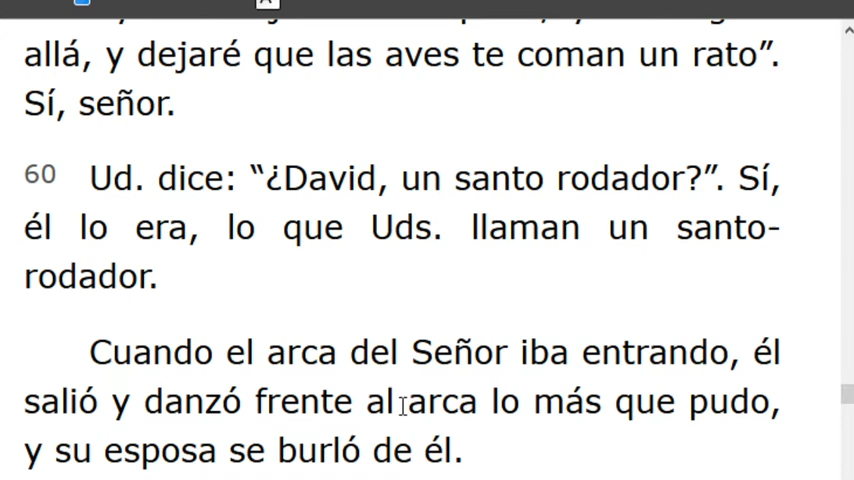 allá, y dejaré que las aves te coman un rato”.
Sí, señor.
60 Ud. dice: “¿David, un santo rodador?”. Sí,
él lo era, lo que Uds. llaman un santo-
rodador.
Cuando el arca del Señor iba entrando, él
salió y danzó frente al arca lo más que pudo,
y su esposa se burló de él.